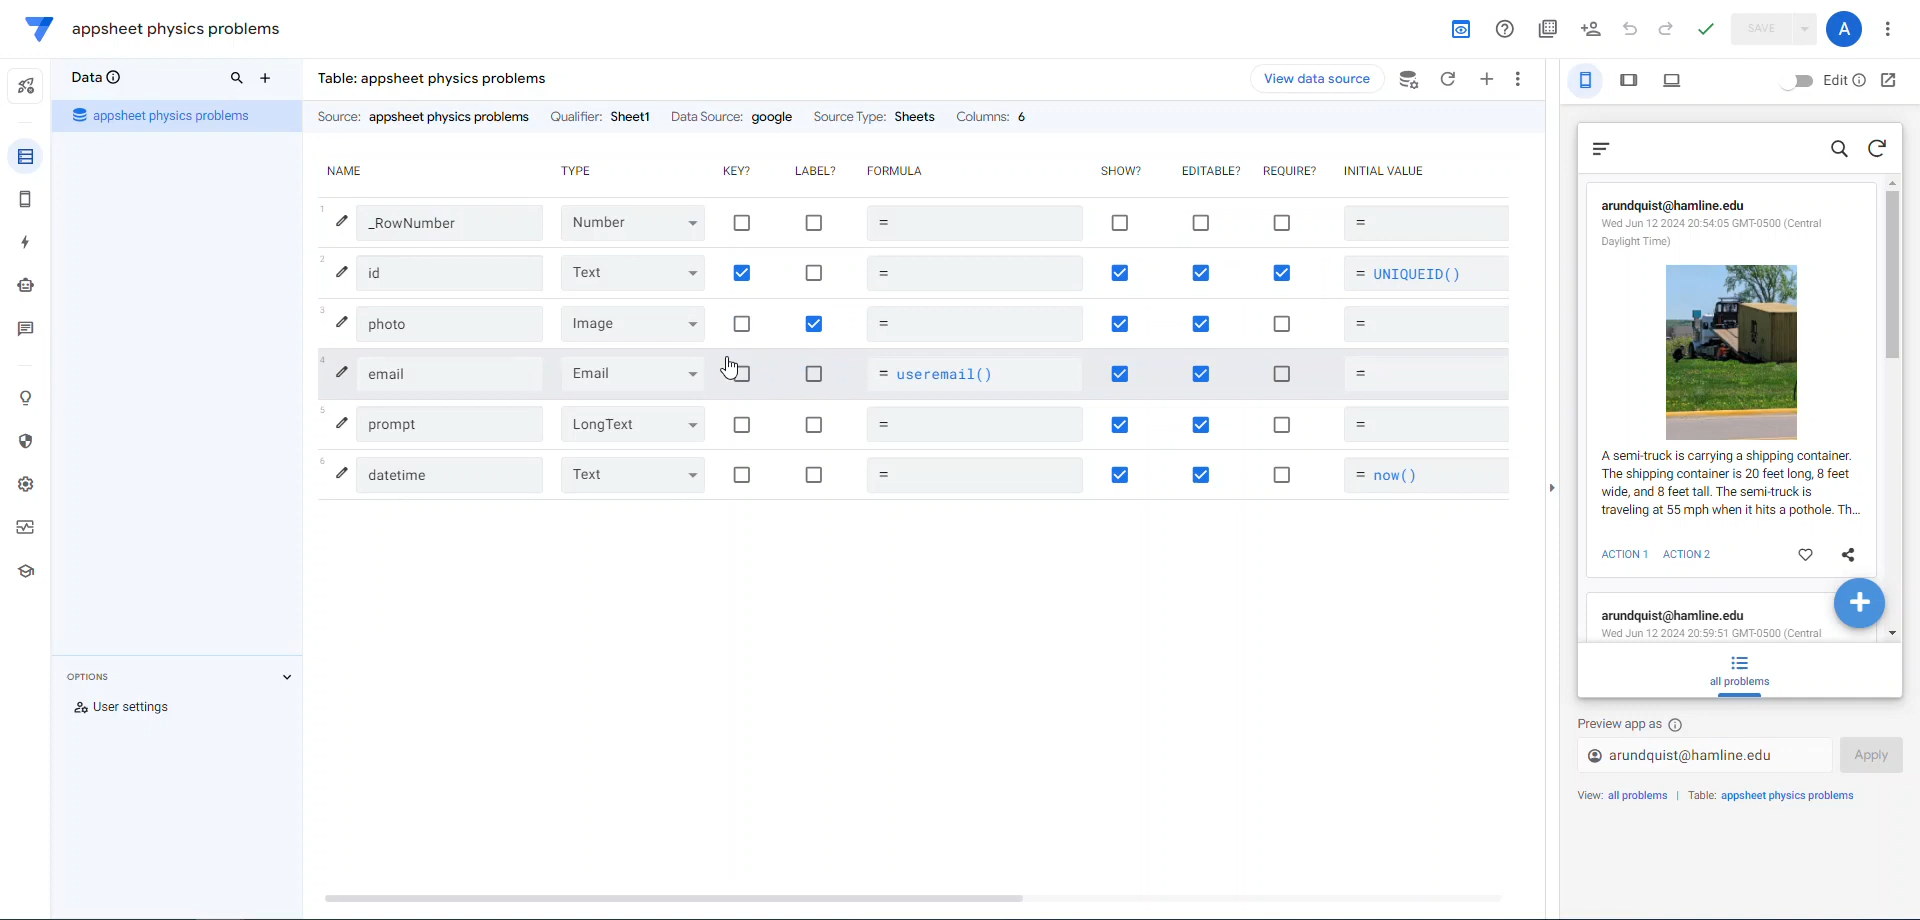 appsheet physics problems
SAVE
A
Data
appsheet physics problems
OPTIONS
User settings
Table: appsheet physics problems
View data source
Source: appsheet physics problems Qualifier: Sheet1 Data Source: google Source Type: Sheets Columns: 6
NAME TYPE KEY? LABEL? FORMULA SHOW? EDITABLE? REQUIRE? INITIAL VALUE
1 _RowNumber Number = =
2 id Text = = UNIQUEID()
3 photo Image = =
4 email Email = useremail() =
5 prompt LongText = =
6 datetime Text = = now()
Edit
arundquist@hamline.edu
Wed Jun 12 2024 20:54:05 GMT-0500 (Central
Daylight Time)
A semi-truck is carrying a shipping container.
The shipping container is 20 feet long, 8 feet
wide, and 8 feet tall. The semi-truck is
traveling at 55 mph when it hits a pothole. Th...
ACTION 1 ACTION 2
arundquist@hamline.edu
Wed Jun 12 2024 20:59:51 GMT-0500 (Central
all problems
Preview app as
arundquist@hamline.edu Apply
View: all problems | Table: appsheet physics problems